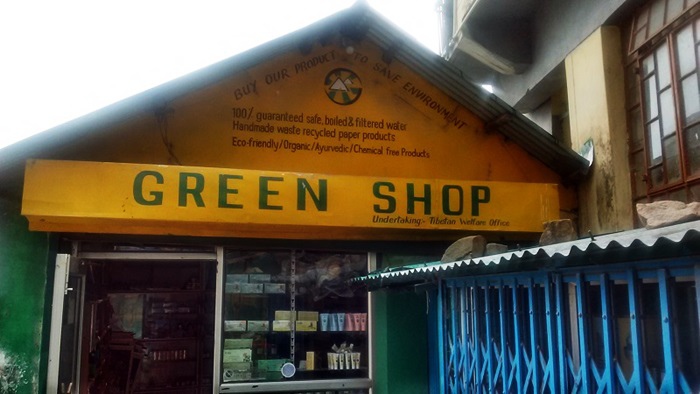 BUY OUR PRODUCT TO SAVE ENVIRONMENT
100% guaranteed safe, boiled & filtered water
Handmade waste recycled paper products
Eco-friendly/Organic/Ayurvedic/Chemical free Products
GREEN SHOP
Undertaking:- Tibetan Welfare Office